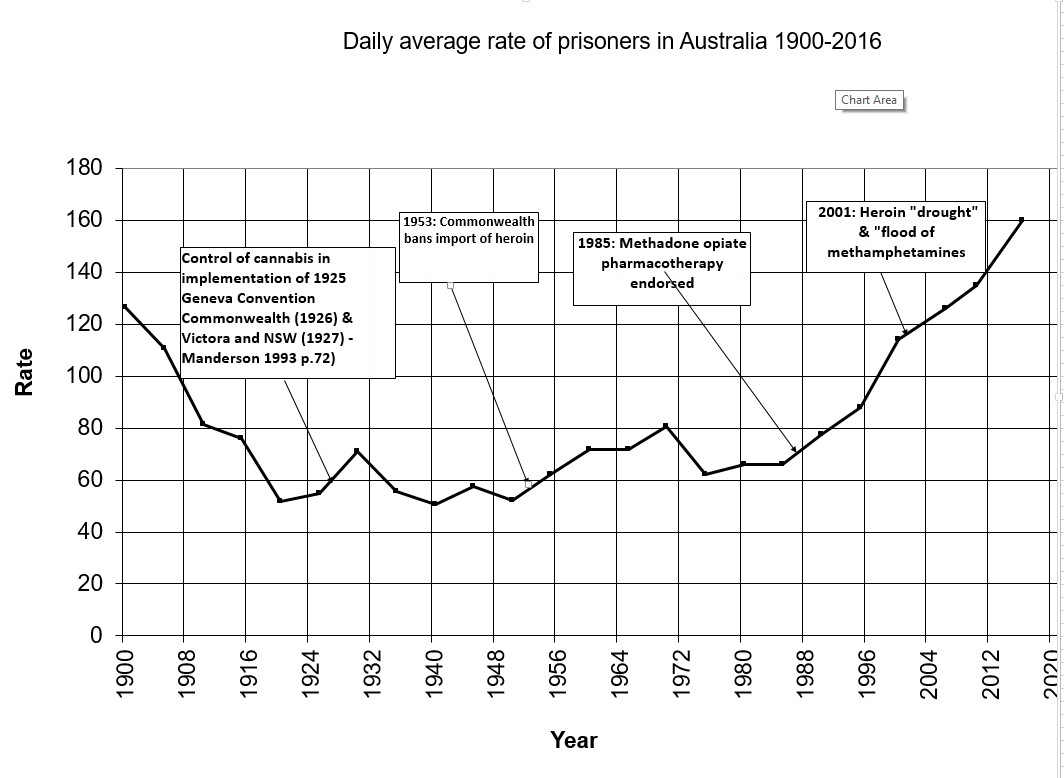 Daily average rate of prisoners in Australia 1900-2016
Chart Area
180
160
140
120
100
80
60
40
20
0
Rate
1953: Commonwealth
bans import of heroin
Control of cannabis in
implementation of 1925
Geneva Convention
Commonwealth (1926) &
Victora and NSW (1927) -
Manderson 1993 p.72)
1985: Methadone opiate
pharmacotherapy
endorsed
2001: Heroin "drought"
& "flood of
methamphetamines
1900
1908
1916
1924
1932
1940
1948
1956
1964
1972
1980
1988
1996
2004
2012
2020
Year